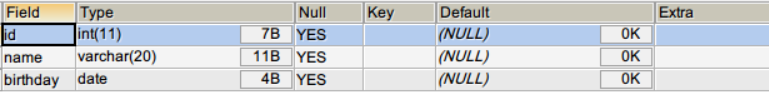 Field Type Null Key Default Extra
id int(11) 7B YES (NULL) 0K
name varchar(20) 11B YES (NULL) 0K
birthday date 4B YES (NULL) 0K